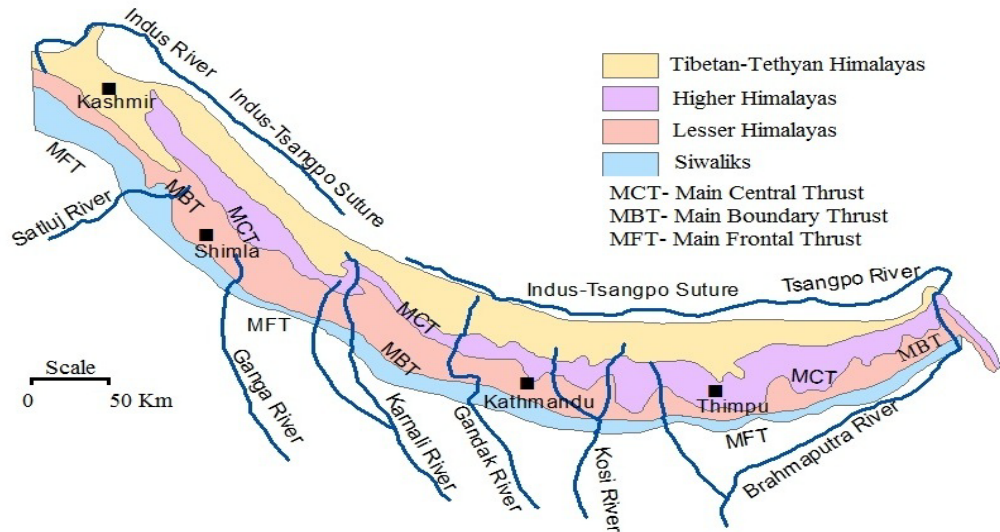 Indus River
Kashmir
Indus-Tsangpo Suture
MFT
Satluj River
MBT
MCT
Shimla
Tibetan-Tethyan Himalayas
Higher Himalayas
Lesser Himalayas
Siwaliks
MCT- Main Central Thrust
MBT- Main Boundary Thrust
MFT- Main Frontal Thrust
Indus-Tsangpo Suture
Tsangpo River
MFT
MCT
MBT
MBT
MCT
Scale
0 50 Km
Ganga River
Karnali River
Gandak River
Kathmandu
Kosi River
Thimpu
MFT
Brahmaputra River